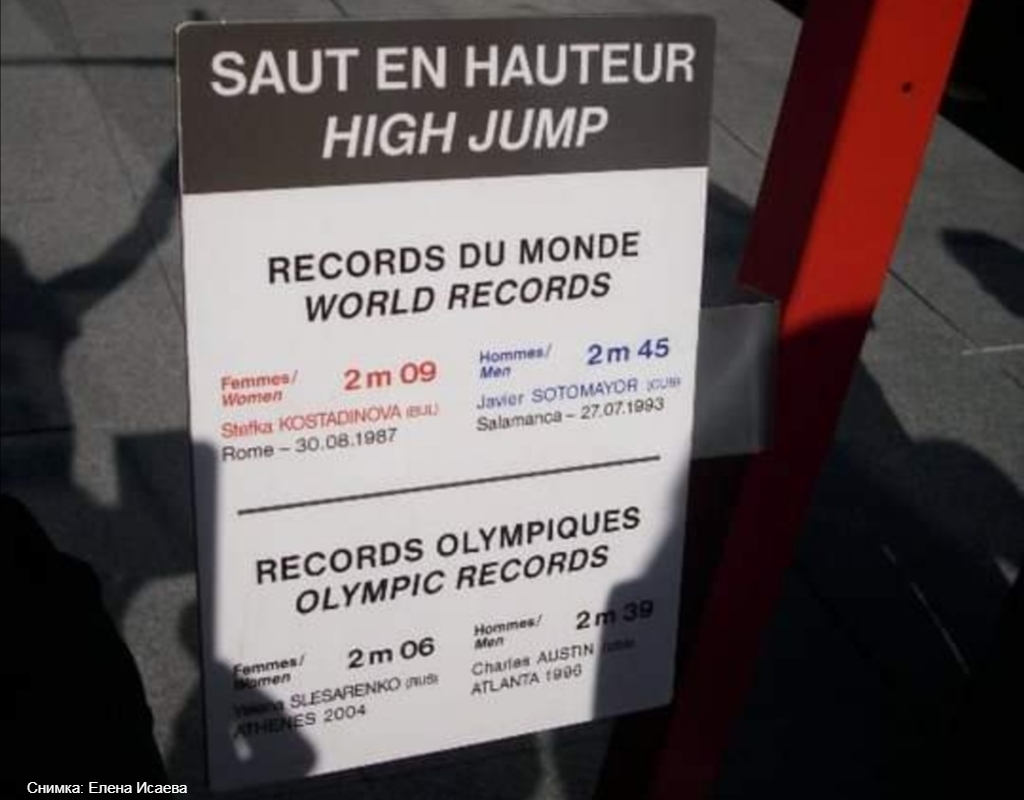 SAUT EN HAUTEUR
HIGH JUMP
RECORDS DU MONDE
WORLD RECORDS
Femmes/
Women
2 m 09
Stefka KOSTADINOVA (BUL)
Rome – 30.08.1987
Hommes/
Men
2 m 45
Javier SOTOMAYOR (CUB)
Salamanca – 27.07.1993
RECORDS OLYMPIQUES
OLYMPIC RECORDS
Femmes/
Women
2 m 06
Yelena SLESARENKO (RUS)
ATHENES 2004
Hommes/
Men
2 m 39
Charles AUSTIN
ATLANTA 1996
Снимка: Елена Исаева